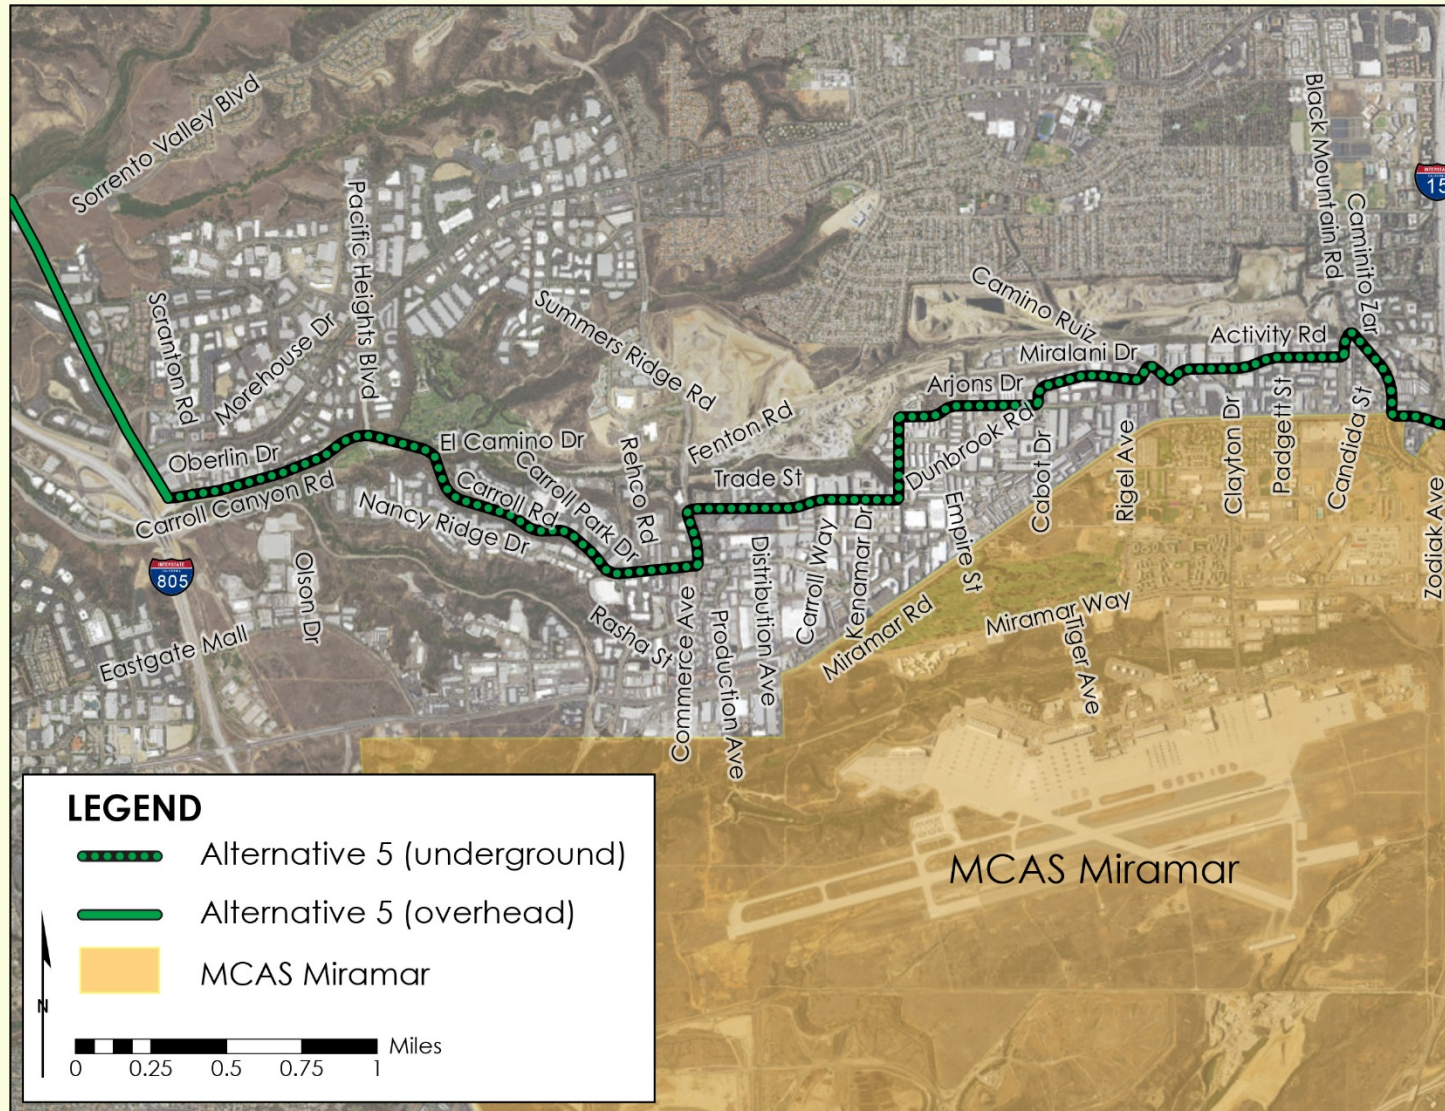 Sorrento Valley Blvd
Black Mountain Rd
INTERSTATE
CALIFORNIA
15
Pacific Heights Blvd
Caminito Zar
Scranton Rd
Morehouse Dr
Summers Ridge Rd
Camino Ruiz
Miralani Dr
Activity Rd
Arjons Dr
Oberlin Dr
El Camino Dr
Fenton Rd
Dunbrook Rd
Padgett St
Candida St
Carroll Canyon Rd
Carroll Rd
Carroll Park Dr
Rehco Rd
Trade St
Cabot Dr
Rigel Ave
Clayton Dr
Nancy Ridge Dr
Empire St
Zodiak Ave
INTERSTATE
CALIFORNIA
805
Olson Dr
Distribution Ave
Carroll Way
Kenamar Dr
Eastgate Mall
Rasha St
Commerce Ave
Production Ave
Miramar Rd
Miramar Way
Tiger Ave
MCAS Miramar
LEGEND
Alternative 5 (underground)
Alternative 5 (overhead)
MCAS Miramar
N
Miles
0 0.25 0.5 0.75 1